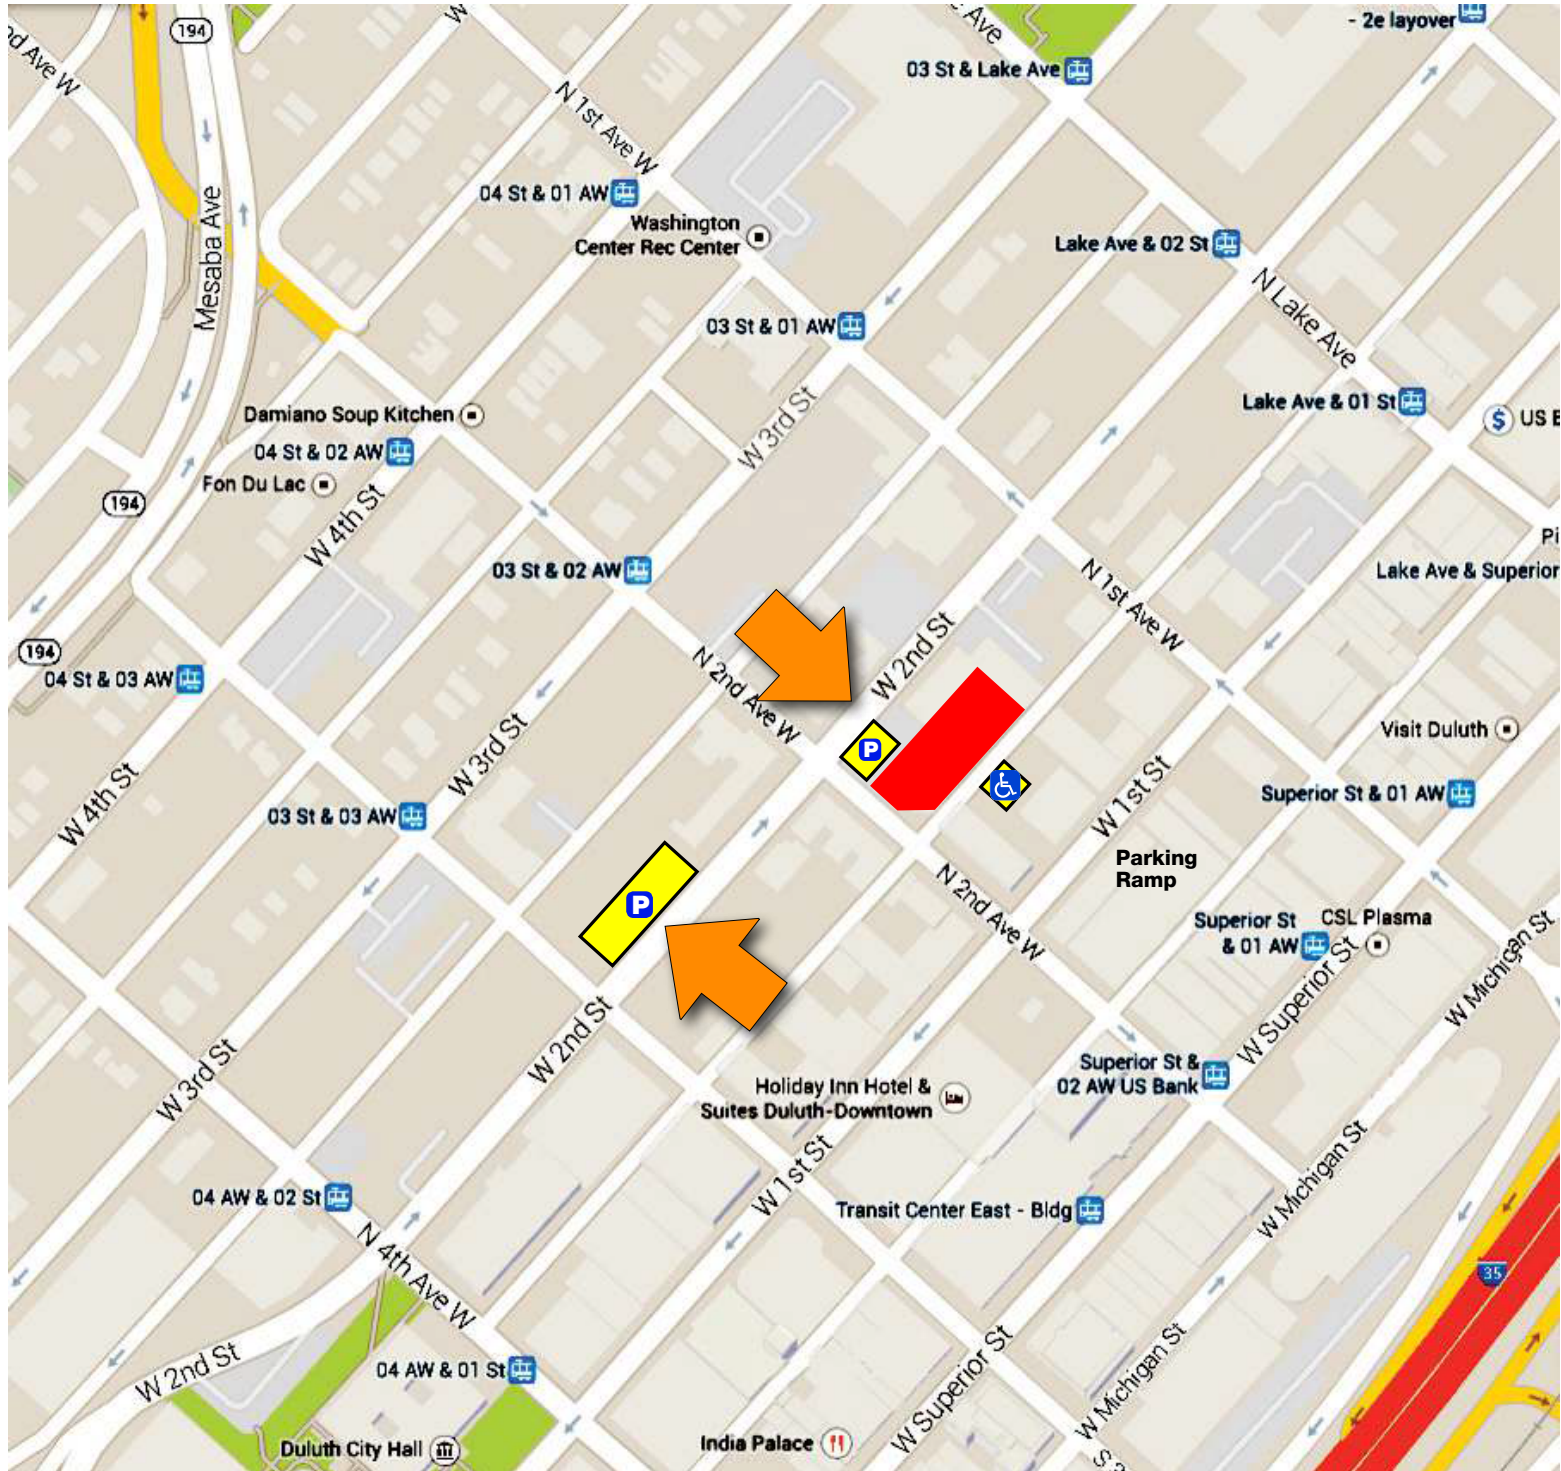 194
- 2e layover
03 St & Lake Ave
N 1st Ave W
04 St & 01 AW
Washington
Center Rec Center
Mesaba Ave
Lake Ave & 02 St
N Lake Ave
03 St & 01 AW
W 3rd St
Lake Ave & 01 St
Damiano Soup Kitchen
04 St & 02 AW
Fon Du Lac
$
US
194
W 4th St
Pi
03 St & 02 AW
Lake Ave & Superior
N 1st Ave W
194
04 St & 03 AW
N 2nd Ave W
W 2nd St
W 3rd St
Visit Duluth
P
W 4th St
03 St & 03 AW
W 1st St
Superior St & 01 AW
Parking
Ramp
P
N 2nd Ave W
Superior St
& 01 AW
CSL Plasma
W Superior St
W Michigan St
W 2nd St
W 3rd St
Superior St &
02 AW US Bank
Holiday Inn Hotel &
Suites Duluth-Downtown
W 1st St
W Michigan St
04 AW & 02 St
Transit Center East - Bldg
N 4th Ave W
35
W 2nd St
04 AW & 01 St
W Superior St
W Michigan St
Duluth City Hall
India Palace